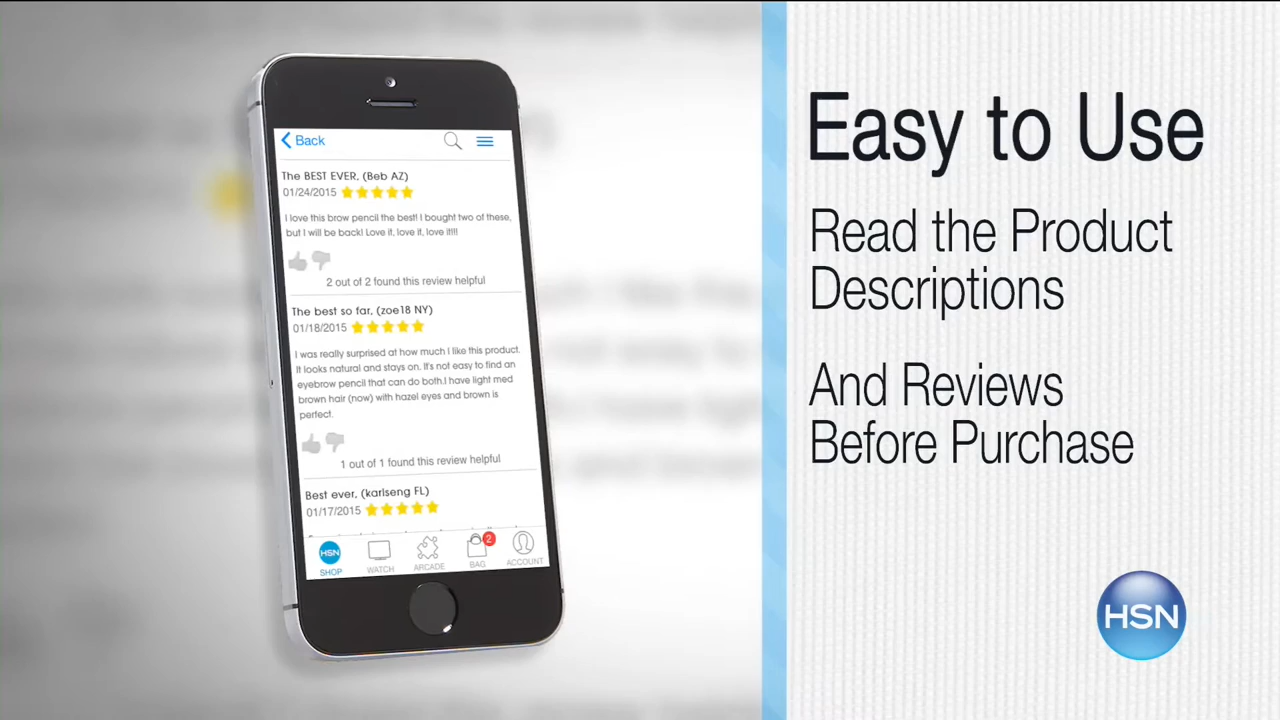 Back
The BEST EVER, (Beb AZ)
01/24/2015
I love this brow pencil the best! I bought two of these,
but I will be back! Love it, love it, love it!!!
2 out of 2 found this review helpful
The best so far, (zoe18 NY)
01/18/2015
I was really surprised at how much I like this product.
It looks natural and stays on. It's not easy to find an
eyebrow pencil that can do both.I have light med
brown hair (now) with hazel eyes and brown is
perfect.
1 out of 1 found this review helpful
Best ever, (karlseng FL)
01/17/2015
HSN
2
SHOP
WATCH
ARCADE
BAG
ACCOUNT
Easy to Use
Read the Product
Descriptions
And Reviews
Before Purchase
HSN